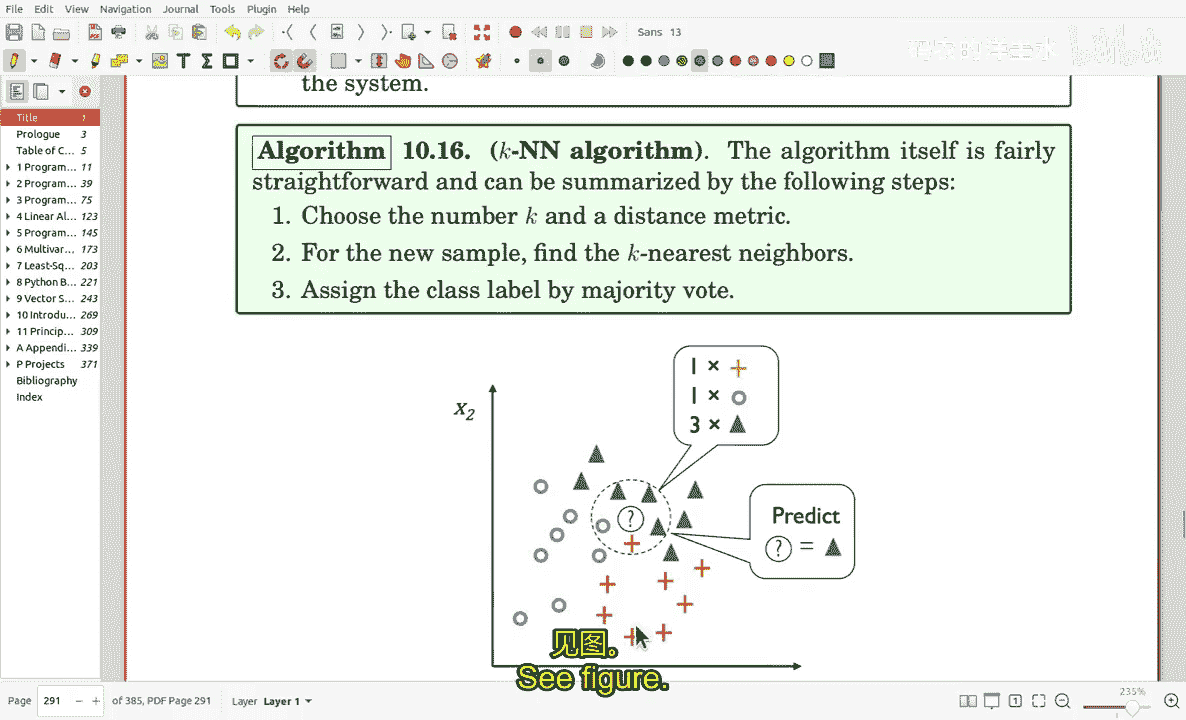 File Edit View Navigation Journal Tools Plugin Help
Sans 13
Title 1
Prologue 3
Table of C... 5
1 Program... 11
2 Program... 39
3 Program... 75
4 Linear Al... 123
5 Program... 145
6 Multivar... 173
7 Least-Sq... 203
8 Python B... 221
9 Vector S... 243
10 Introdu... 269
11 Princip... 309
A Appendi... 339
P Projects 371
Bibliography
Index
the system.
Algorithm 10.16. (k-NN algorithm). The algorithm itself is fairly
straightforward and can be summarized by the following steps:
1. Choose the number k and a distance metric.
2. For the new sample, find the k-nearest neighbors.
3. Assign the class label by majority vote.
1 × +
1 × ○
3 × ▲
x2
?
Predict
? = ▲
见图。
See figure.
Page 291 − + of 385, PDF Page 291 Layer Layer 1
235%